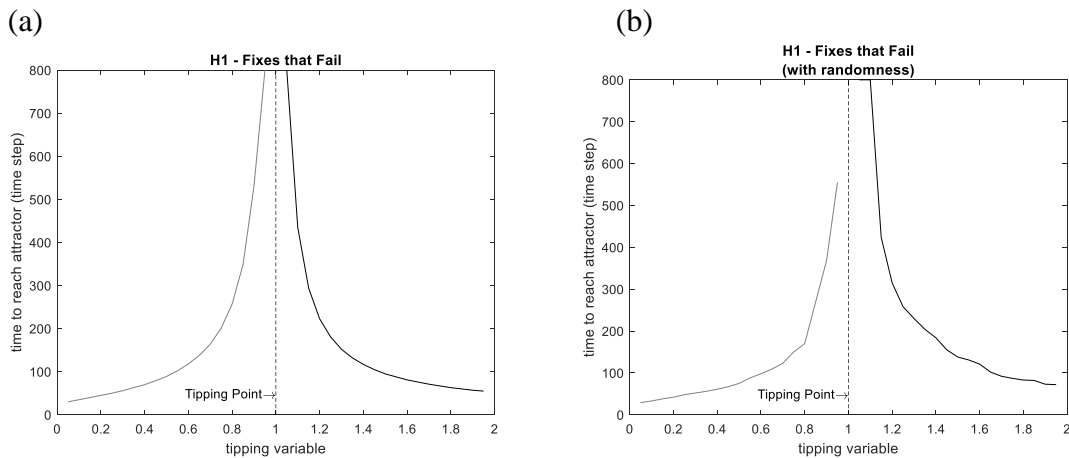 (a)
H1 - Fixes that Fail
800
700
600
500
400
300
200
100
0
time to reach attractor (time step)
Tipping Point→
0 0.2 0.4 0.6 0.8 1 1.2 1.4 1.6 1.8 2
tipping variable
(b)
H1 - Fixes that Fail
(with randomness)
800
700
600
500
400
300
200
100
0
time to reach attractor (time step)
Tipping Point→
0 0.2 0.4 0.6 0.8 1 1.2 1.4 1.6 1.8 2
tipping variable